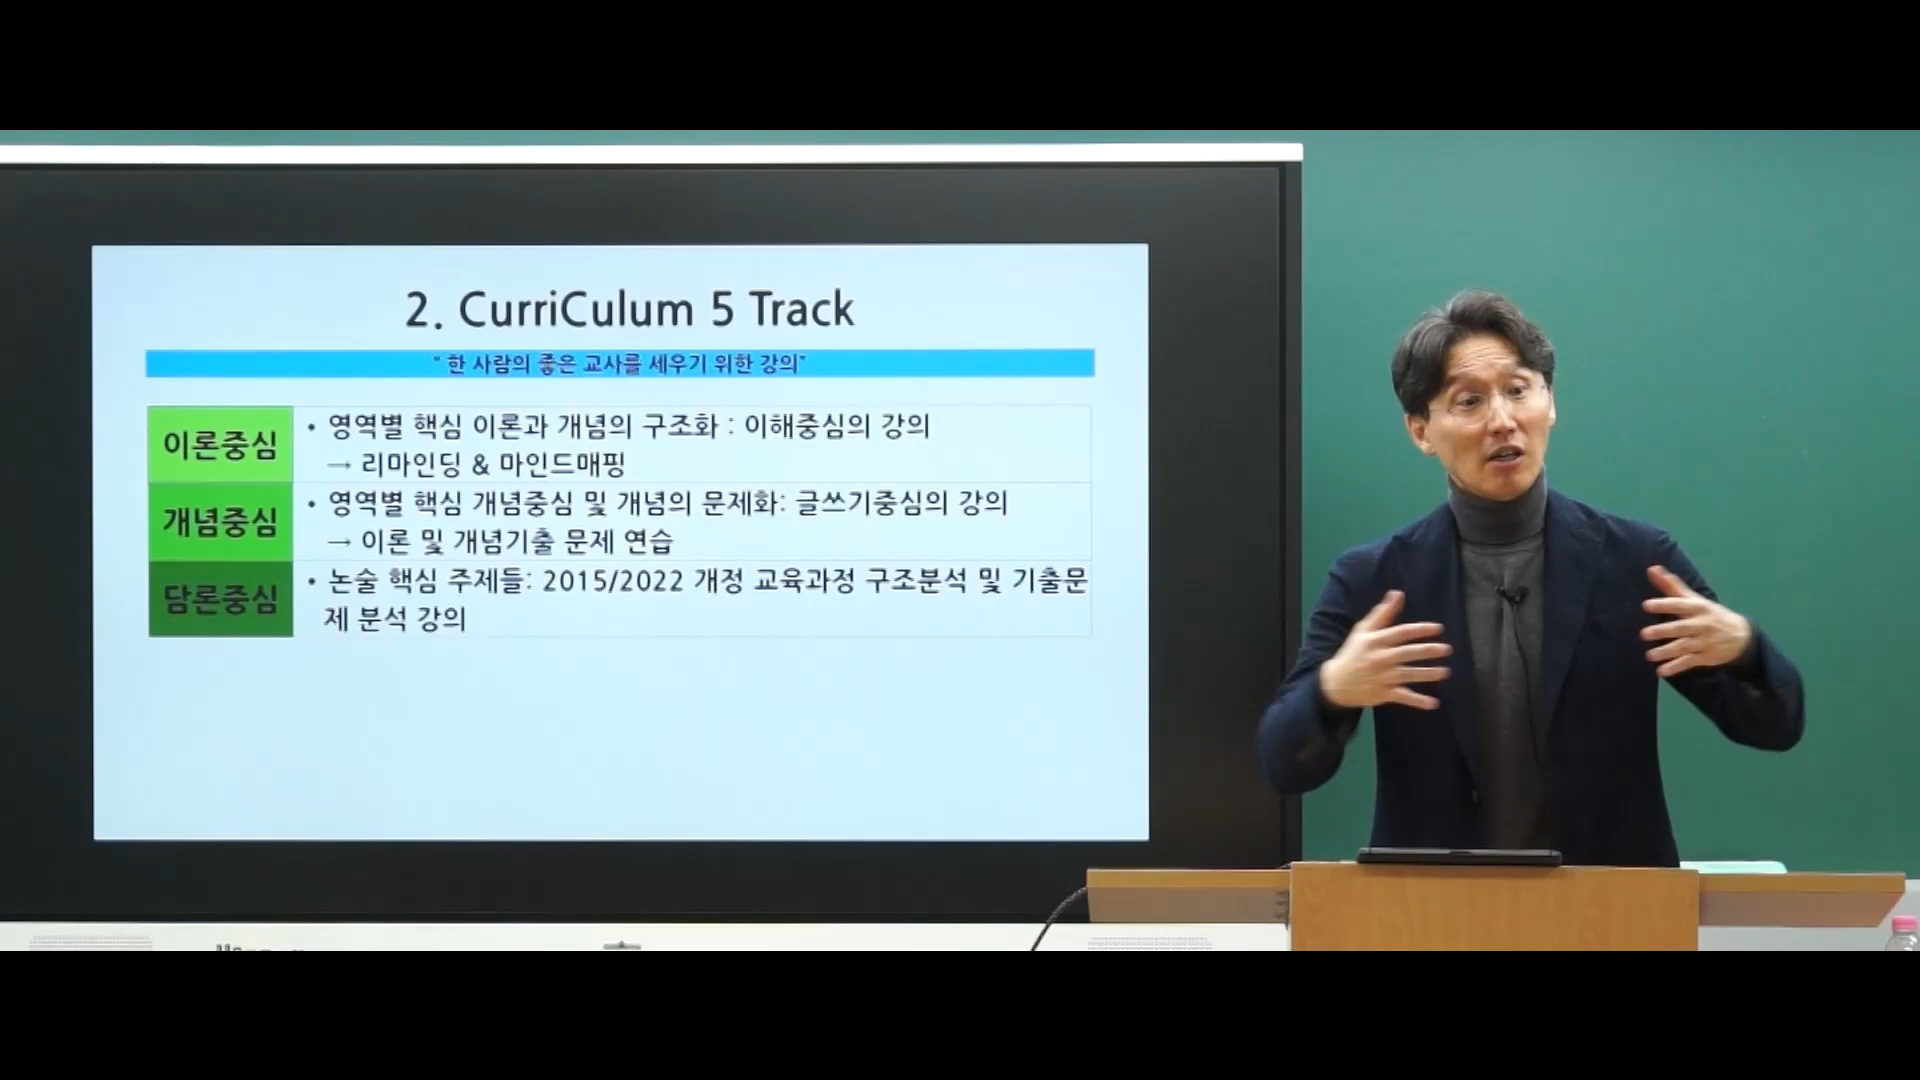 2. CurriCulum 5 Track
" 한 사람의 좋은 교사를 세우기 위한 강의"
이론중심
• 영역별 핵심 이론과 개념의 구조화 : 이해중심의 강의
→ 리마인딩 & 마인드매핑
개념중심
• 영역별 핵심 개념중심 및 개념의 문제화: 글쓰기중심의 강의
→ 이론 및 개념기출 문제 연습
담론중심
• 논술 핵심 주제들: 2015/2022 개정 교육과정 구조분석 및 기출문
제 분석 강의